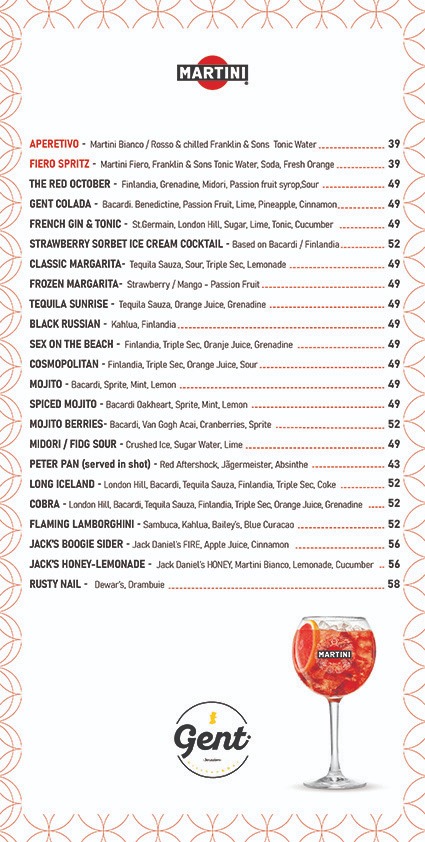 MARTINI
APERETIVO - Martini Bianco / Rosso & chilled Franklin & Sons Tonic Water 39
FIERO SPRITZ - Martini Fiero, Franklin & Sons Tonic Water, Soda, Fresh Orange 39
THE RED OCTOBER - Finlandia, Grenadine, Midori, Passion fruit syrop,Sour 49
GENT COLADA - Bacardi. Benedictine, Passion Fruit, Lime, Pineapple, Cinnamon 49
FRENCH GIN & TONIC - St.Germain, London Hill, Sugar, Lime, Tonic, Cucumber 49
STRAWBERRY SORBET ICE CREAM COCKTAIL - Based on Bacardi / Finlandia 52
CLASSIC MARGARITA- Tequila Sauza, Sour, Triple Sec, Lemonade 49
FROZEN MARGARITA- Strawberry / Mango - Passion Fruit 49
TEQUILA SUNRISE - Tequila Sauza, Orange Juice, Grenadine 49
BLACK RUSSIAN - Kahlua, Finlandia 49
SEX ON THE BEACH - Finlandia, Triple Sec, Oranje Juice, Grenadine 49
COSMOPOLITAN - Finlandia, Triple Sec, Orange Juice, Sour 49
MOJITO - Bacardi, Sprite, Mint, Lemon 49
SPICED MOJITO - Bacardi Oakheart, Sprite, Mint, Lemon 49
MOJITO BERRIES- Bacardi, Van Gogh Acai, Cranberries, Sprite 52
MIDORI / FIDG SOUR - Crushed Ice, Sugar Water, Lime 49
PETER PAN (served in shot) - Red Aftershock, Jägermeister, Absinthe 43
LONG ICELAND - London Hill, Bacardi, Tequila Sauza, Finlandia, Triple Sec, Coke 52
COBRA - London Hill, Bacardi, Tequila Sauza, Finlandia, Triple Sec, Orange Juice, Grenadine 52
FLAMING LAMBORGHINI - Sambuca, Kahlua, Bailey's, Blue Curacao 52
JACK'S BOOGIE SIDER - Jack Daniel's FIRE, Apple Juice, Cinnamon 56
JACK'S HONEY-LEMONADE - Jack Daniel's HONEY, Martini Bianco, Lemonade, Cucumber 56
RUSTY NAIL - Dewar's, Drambuie 58
MARTINI
Gent
Jerusalem